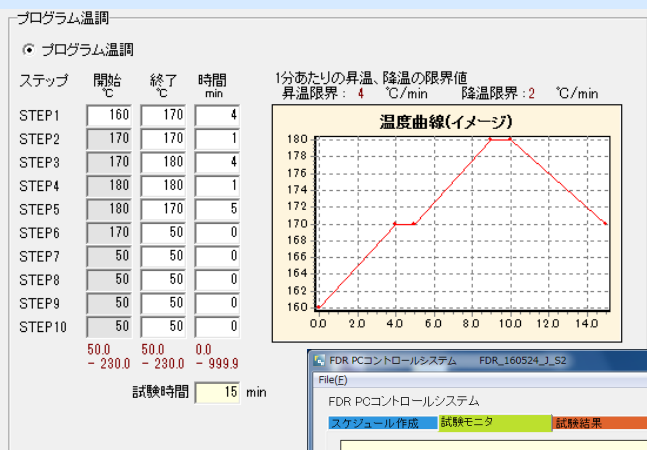 プログラム温調
プログラム温調
ステップ 開始 ℃ 終了 ℃ 時間 min
STEP1 160 170 4
STEP2 170 170 1
STEP3 170 180 4
STEP4 180 180 1
STEP5 180 170 5
STEP6 170 50 0
STEP7 50 50 0
STEP8 50 50 0
STEP9 50 50 0
STEP10 50 50 0
50.0 50.0 0.0
- 230.0 - 230.0 - 999.9
試験時間 15 min
1分あたりの昇温、降温の限界値
昇温限界: 4 ℃/min 降温限界:2 ℃/min
温度曲線(イメージ)
180
178
176
174
172
170
168
166
164
162
160
0.0 2.0 4.0 6.0 8.0 10.0 12.0 14.0
FDR PCコントロールシステム FDR_160524_J_S2
File(F)
FDR PCコントロールシステム
スケジュール作成 試験モニタ 試験結果